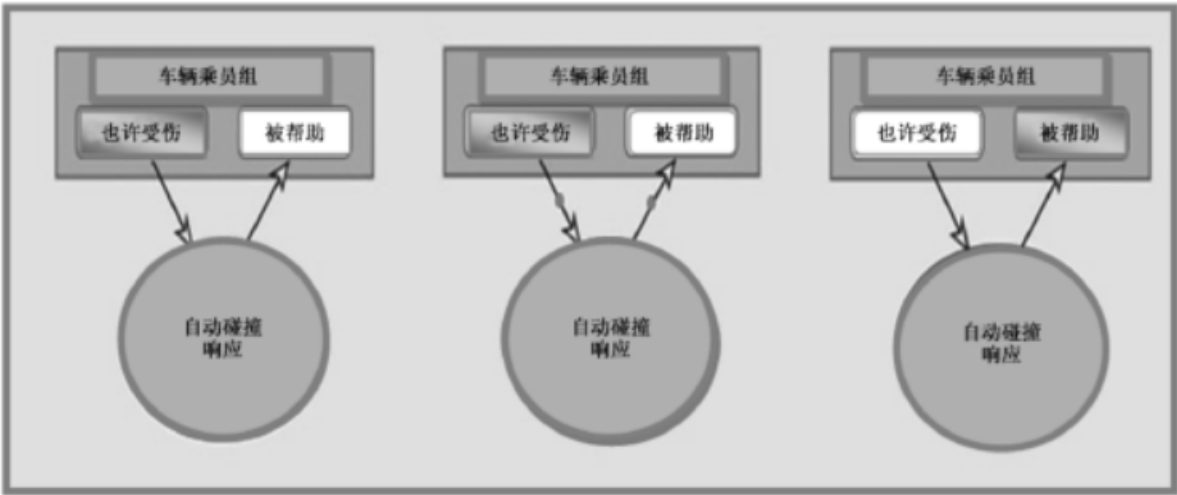 车辆乘员组
也许受伤
被帮助
自动碰撞
响应
车辆乘员组
也许受伤
被帮助
自动碰撞
响应
车辆乘员组
也许受伤
被帮助
自动碰撞
响应